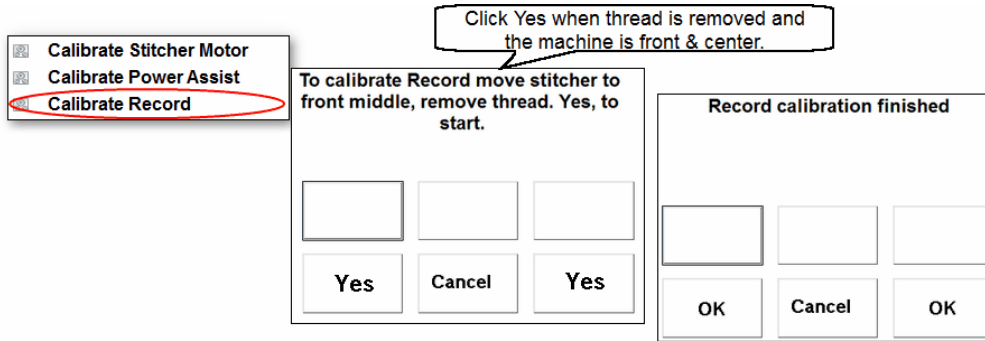 Click Yes when thread is removed and
the machine is front & center.
Calibrate Stitcher Motor
Calibrate Power Assist
Calibrate Record
To calibrate Record move stitcher to
front middle, remove thread. Yes, to
start.
Yes
Cancel
Yes
Record calibration finished
OK
Cancel
OK